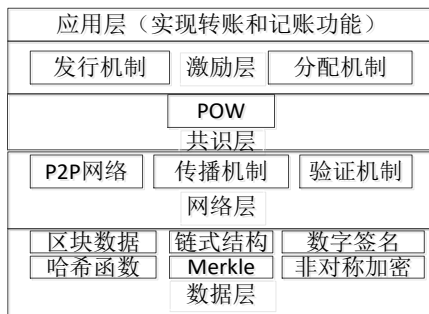 应用层（实现转账和记账功能）
发行机制 激励层 分配机制
POW
共识层
P2P网络 传播机制 验证机制
网络层
区块数据 链式结构 数字签名
哈希函数 Merkle 非对称加密
数据层